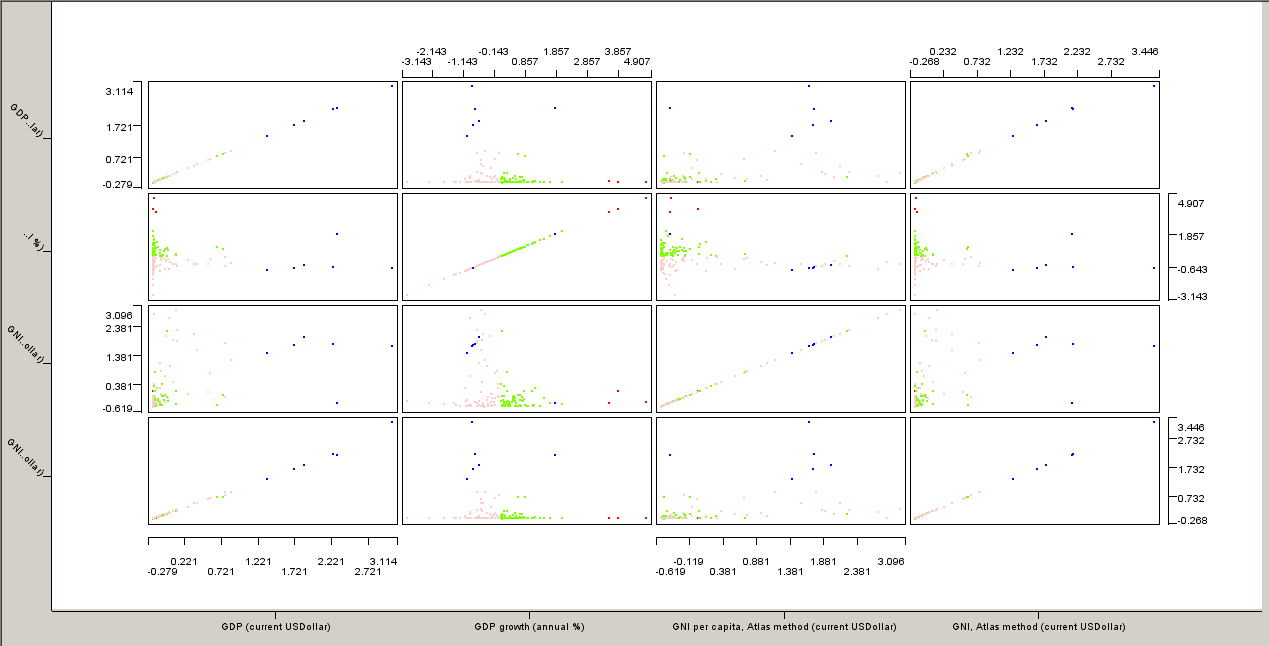 -2.143 -0.143 1.857 3.857
-3.143 -1.143 0.857 2.857 4.907
0.232 1.232 2.232 3.446
-0.268 0.732 1.732 2.732
GDP..lar)
3.114
1.721
0.721
-0.279
..l %)
4.907
1.857
-0.643
-3.143
GNI..ollar)
3.096
2.381
1.381
0.381
-0.619
GNI..ollar)
3.446
2.732
1.732
0.732
-0.268
0.221 1.221 2.221 3.114
-0.279 0.721 1.721 2.721
-0.119 0.881 1.881 3.096
-0.619 0.381 1.381 2.381
GDP (current USDollar)
GDP growth (annual %)
GNI per capita, Atlas method (current USDollar)
GNI, Atlas method (current USDollar)